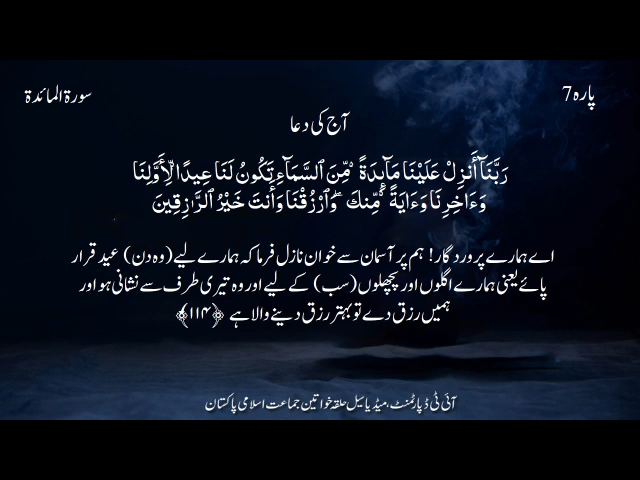 پارہ 7
سورۃ المائدۃ
آج کی دعا
رَبَّنَآ أَنزِلْ عَلَيْنَا مَآئِدَةً مِّنَ ٱلسَّمَآءِ تَكُونُ لَنَا عِيدًا لِّأَوَّلِنَا
وَءَاخِرِنَا وَءَايَةً مِّنكَ ۖ وَٱرْزُقْنَا وَأَنتَ خَيْرُ ٱلرَّٰزِقِينَ
اے ہمارے پروردگار! ہم پر آسمان سے خوان نازل فرما کہ ہمارے لیے (وہ دن) عید قرار
پائے یعنی ہمارے اگلوں اور پچھلوں (سب) کے لیے اور وہ تیری طرف سے نشانی ہو اور
ہمیں رزق دے تو بہتر رزق دینے والا ہے ﴿۱۱۴﴾
آئی ٹی ڈپارٹمنٹ، میڈیا سیل حلقہ خواتین جماعت اسلامی پاکستان